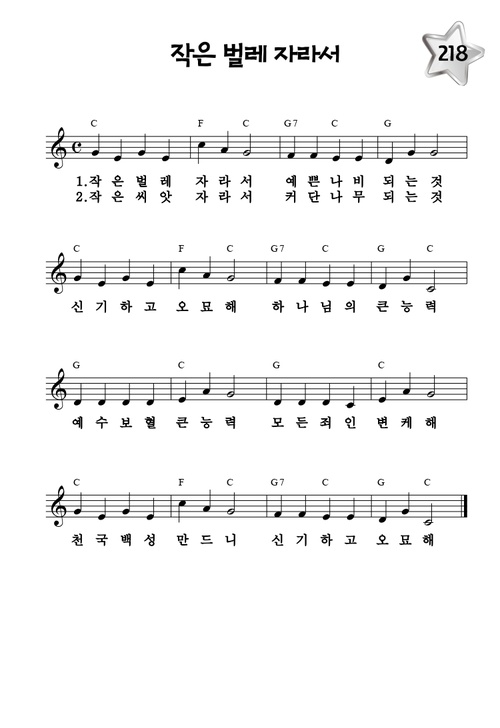 작은 벌레 자라서
218
C F C G7 C G
1.작 은 벌 레 자 라 서 예 쁜 나 비 되 는 것
2.작 은 씨 앗 자 라 서 커 단 나 무 되 는 것
C F C G7 C G C
신 기 하 고 오 묘 해 하 나 님 의 큰 능 력
G C G C
예 수 보 혈 큰 능 력 모 든 죄 인 변 케 해
C F C G7 C G C
천 국 백 성 만 드 니 신 기 하 고 오 묘 해